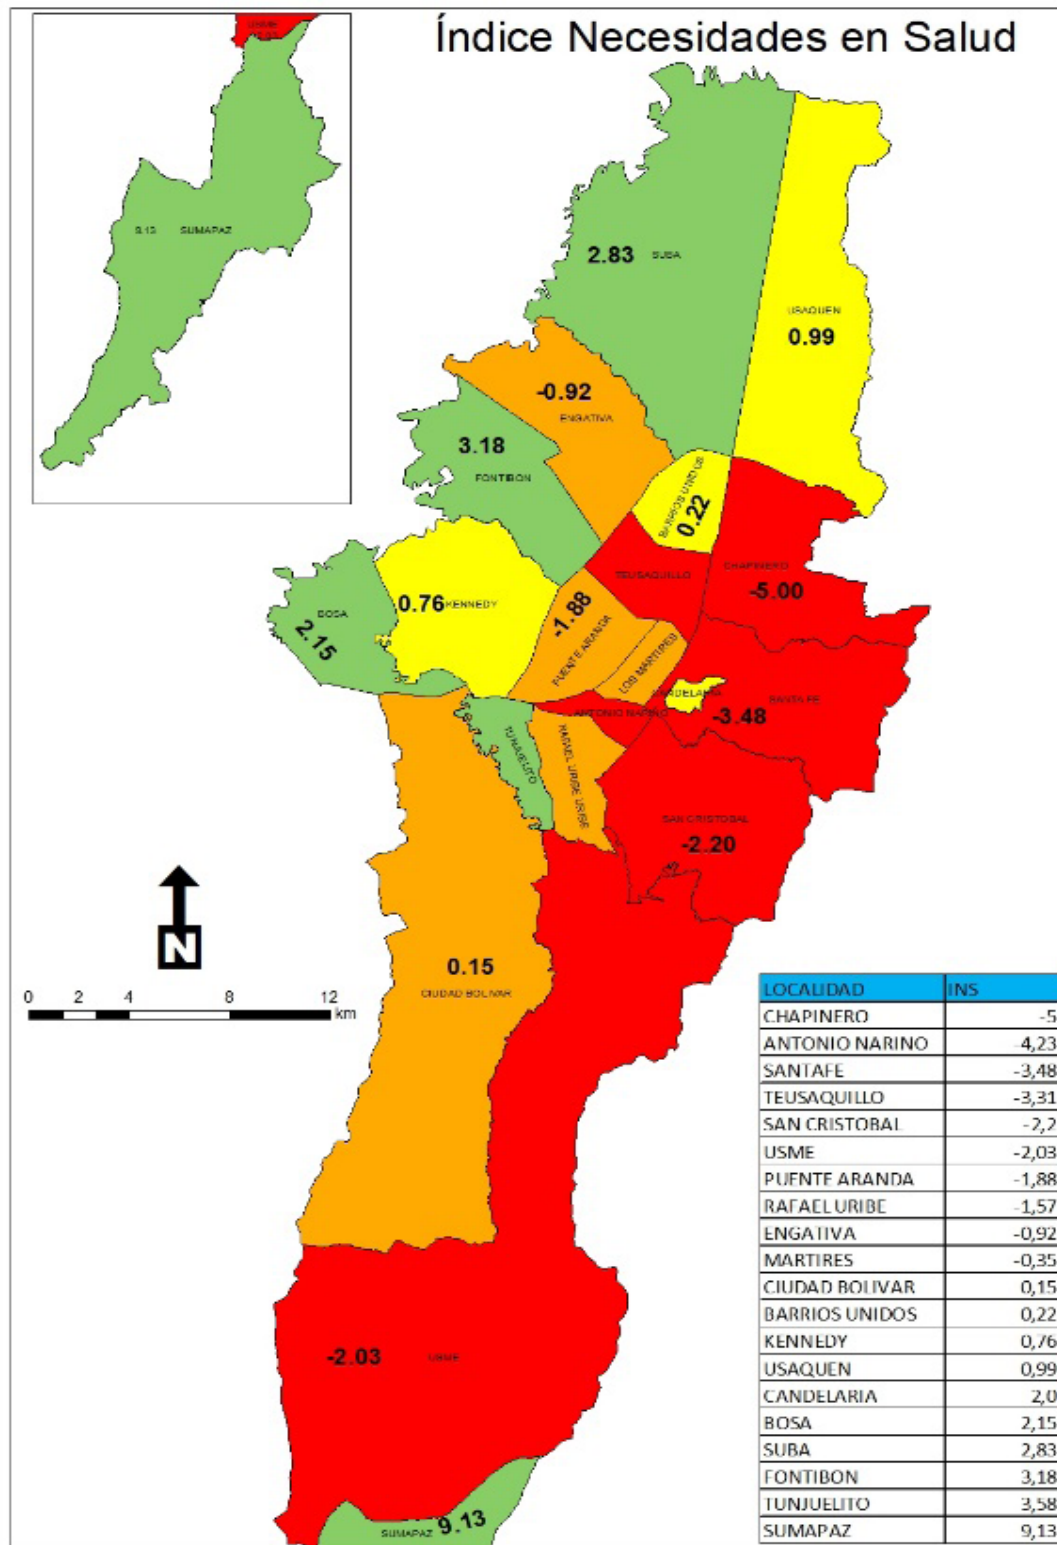 Índice Necesidades en Salud
USME
9.13 SUMAPAZ
2.83 SUBA
USAQUEN
0.99
-0.92
ENGATIVA
3.18
FONTIBON
BARRIOS UNIDOS
0.22
TEUSAQUILLO
CHAPINERO
-5.00
BOSA
2.15
0.76 KENNEDY
-1.88
PUENTE ARANDA
LOS MARTIRES
CANDELARIA
SANTA FE
-3.48
ANTONIO NARINO
TUNJUELITO
RAFAEL URIBE URIBE
SAN CRISTOBAL
-2.20
N
0.15
CIUDAD BOLIVAR
0 2 4 8 12
km
-2.03 USME
SUMAPAZ 9.13
LOCALIDAD INS
CHAPINERO -5
ANTONIO NARINO -4,23
SANTAFE -3,48
TEUSAQUILLO -3,31
SAN CRISTOBAL -2,2
USME -2,03
PUENTE ARANDA -1,88
RAFAEL URIBE -1,57
ENGATIVA -0,92
MARTIRES -0,35
CIUDAD BOLIVAR 0,15
BARRIOS UNIDOS 0,22
KENNEDY 0,76
USAQUEN 0,99
CANDELARIA 2,0
BOSA 2,15
SUBA 2,83
FONTIBON 3,18
TUNJUELITO 3,58
SUMAPAZ 9,13